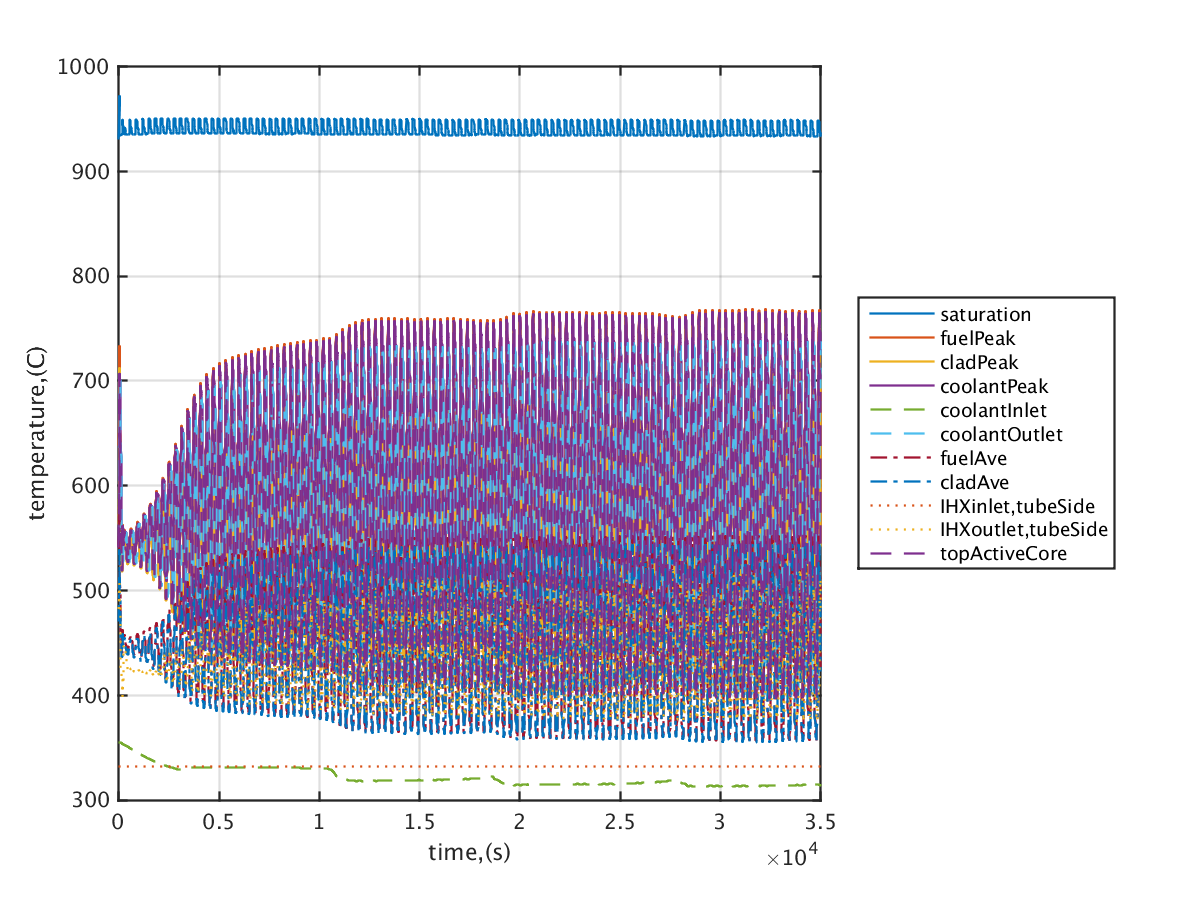 1000
900
800
700
600
500
400
300
temperature,(C)
0
0.5
1
1.5
2
2.5
3
3.5
time,(s)
×10^4
saturation
fuelPeak
cladPeak
coolantPeak
coolantInlet
coolantOutlet
fuelAve
cladAve
IHXinlet,tubeSide
IHXoutlet,tubeSide
topActiveCore